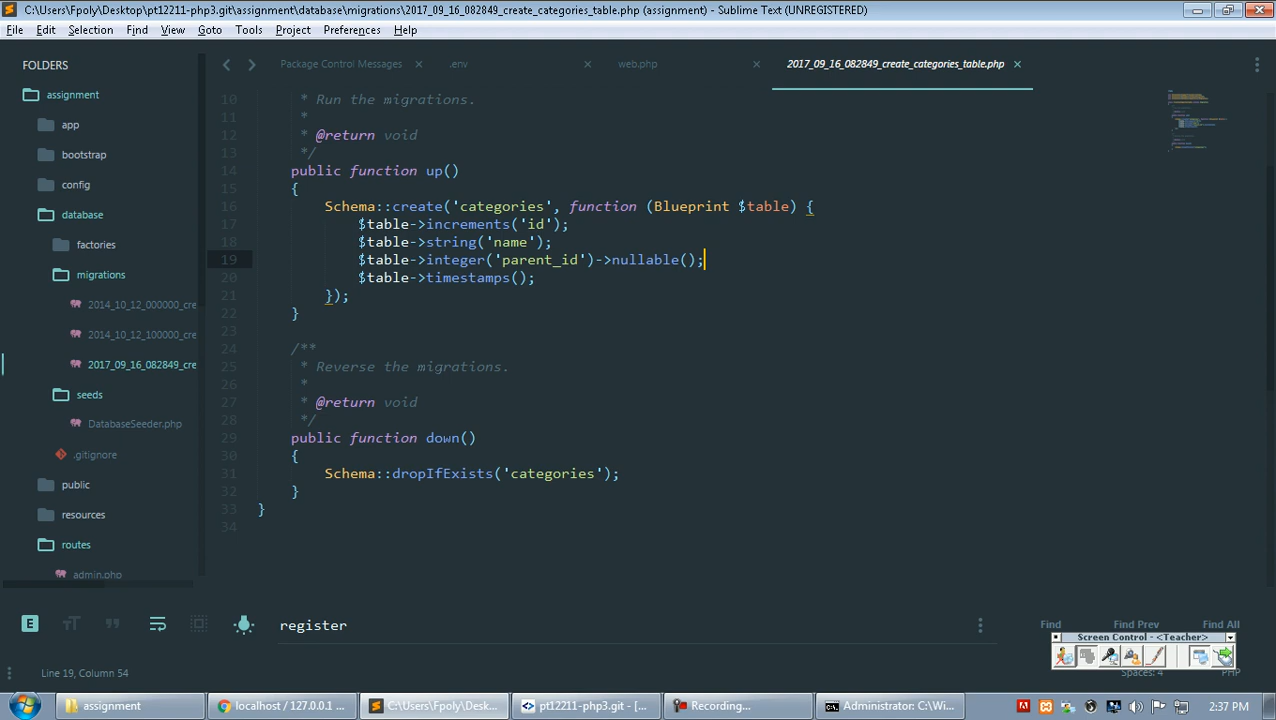 C:\Users\Fpoly\Desktop\pt12211-php3.git\assignment\database\migrations\2017_09_16_082849_create_categories_table.php (assignment) - Sublime Text (UNREGISTERED)
File Edit Selection Find View Goto Tools Project Preferences Help
FOLDERS
assignment
app
bootstrap
config
database
factories
migrations
2014_10_12_000000_cre
2014_10_12_100000_cre
2017_09_16_082849_cre
seeds
DatabaseSeeder.php
.gitignore
public
resources
routes
admin.php
Package Control Messages .env web.php 2017_09_16_082849_create_categories_table.php
10 * Run the migrations.
11 *
12 * @return void
13 */
14 public function up()
15 {
16 Schema::create('categories', function (Blueprint $table) {
17 $table->increments('id');
18 $table->string('name');
19 $table->integer('parent_id')->nullable();
20 $table->timestamps();
21 });
22 }
23
24 /**
25 * Reverse the migrations.
26 *
27 * @return void
28 */
29 public function down()
30 {
31 Schema::dropIfExists('categories');
32 }
33 }
34
register
Find Find Prev Find All
Screen Control - <Teacher>
Line 19, Column 54 Spaces: 4 PHP
assignment localhost / 127.0.0.1 ... C:\Users\Fpoly\Desk... pt12211-php3.git - [... Recording... Administrator: C:\Wi... 2:37 PM